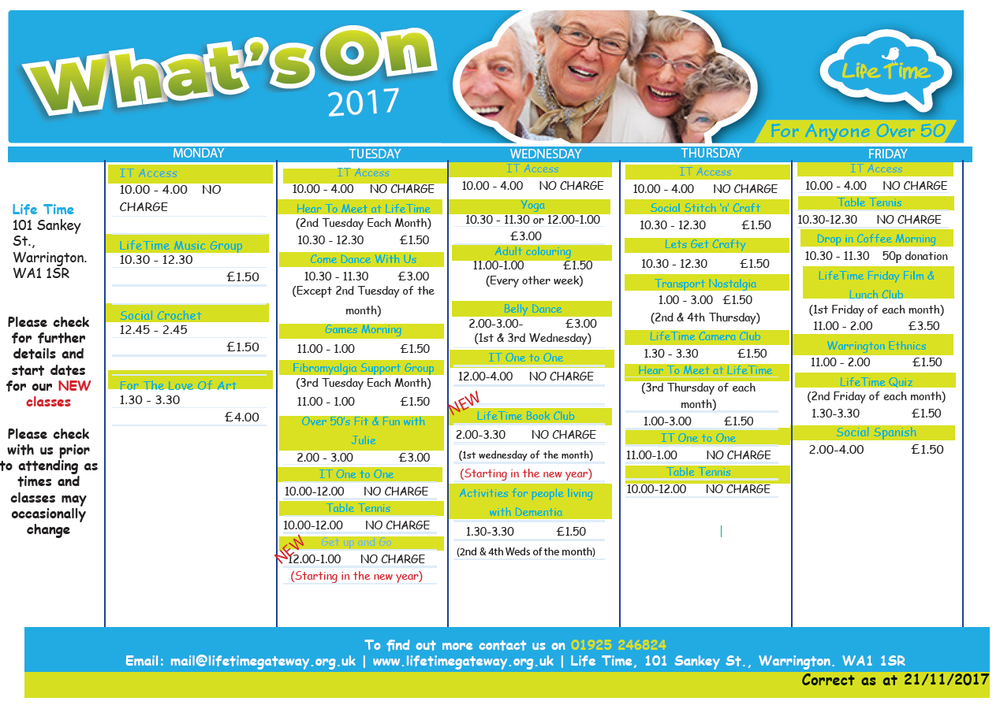 What's On
2017
Life Time
For Anyone Over 50
MONDAY
TUESDAY
WEDNESDAY
THURSDAY
FRIDAY
Life Time
101 Sankey
St.,
Warrington.
WA1 1SR
Please check
for further
details and
start dates
for our NEW
classes
Please check
with us prior
to attending as
times and
classes may
occasionally
change
IT Access
10.00 - 4.00 NO
CHARGE
LifeTime Music Group
10.30 - 12.30
£1.50
Social Crochet
12.45 - 2.45
£1.50
For The Love Of Art
1.30 - 3.30
£4.00
IT Access
10.00 - 4.00 NO CHARGE
Hear To Meet at LifeTime
(2nd Tuesday Each Month)
10.30 - 12.30 £1.50
Come Dance With Us
10.30 - 11.30 £3.00
(Except 2nd Tuesday of the
month)
Games Morning
11.00 - 1.00 £1.50
Fibromyalgia Support Group
(3rd Tuesday Each Month)
11.00 - 1.00 £1.50
Over 50's Fit & Fun with
Julie
2.00 - 3.00 £3.00
IT One to One
10.00-12.00 NO CHARGE
Table Tennis
10.00-12.00 NO CHARGE
NEW
Get up and Go
12.00-1.00 NO CHARGE
(Starting in the new year)
IT Access
10.00 - 4.00 NO CHARGE
Yoga
10.30 - 11.30 or 12.00-1.00
£3.00
Adult colouring
11.00-1.00 £1.50
(Every other week)
Belly Dance
2.00-3.00- £3.00
(1st & 3rd Wednesday)
IT One to One
12.00-4.00 NO CHARGE
NEW
LifeTime Book Club
2.00-3.30 NO CHARGE
(1st wednesday of the month)
(Starting in the new year)
Activities for people living
with Dementia
1.30-3.30 £1.50
(2nd & 4th Weds of the month)
IT Access
10.00 - 4.00 NO CHARGE
Social Stitch 'n' Craft
10.30 - 12.30 £1.50
Lets Get Crafty
10.30 - 12.30 £1.50
Transport Nostalgia
1.00 - 3.00 £1.50
(2nd & 4th Thursday)
LifeTime Camera Club
1.30 - 3.30 £1.50
Hear To Meet at LifeTime
(3rd Thursday of each
month)
1.00-3.00 £1.50
IT One to One
11.00-1.00 NO CHARGE
Table Tennis
10.00-12.00 NO CHARGE
IT Access
10.00 - 4.00 NO CHARGE
Table Tennis
10.30-12.30 NO CHARGE
Drop in Coffee Morning
10.30 - 11.30 50p donation
LifeTime Friday Film &
Lunch Club
(1st Friday of each month)
11.00 - 2.00 £3.50
Warrington Ethnics
11.00 - 2.00 £1.50
LifeTime Quiz
(2nd Friday of each month)
1.30-3.30 £1.50
Social Spanish
2.00-4.00 £1.50
To find out more contact us on 01925 246824
Email: mail@lifetimegateway.org.uk | www.lifetimegateway.org.uk | Life Time, 101 Sankey St., Warrington. WA1 1SR
Correct as at 21/11/2017